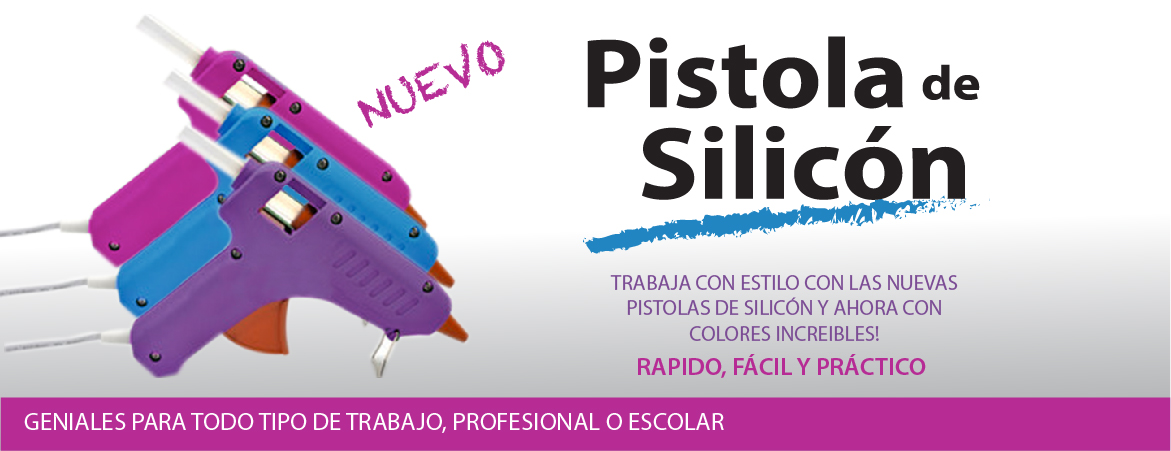 NUEVO
Pistola de
Silicón
TRABAJA CON ESTILO CON LAS NUEVAS
PISTOLAS DE SILICÓN Y AHORA CON
COLORES INCREIBLES!
RAPIDO, FÁCIL Y PRÁCTICO
GENIALES PARA TODO TIPO DE TRABAJO, PROFESIONAL O ESCOLAR